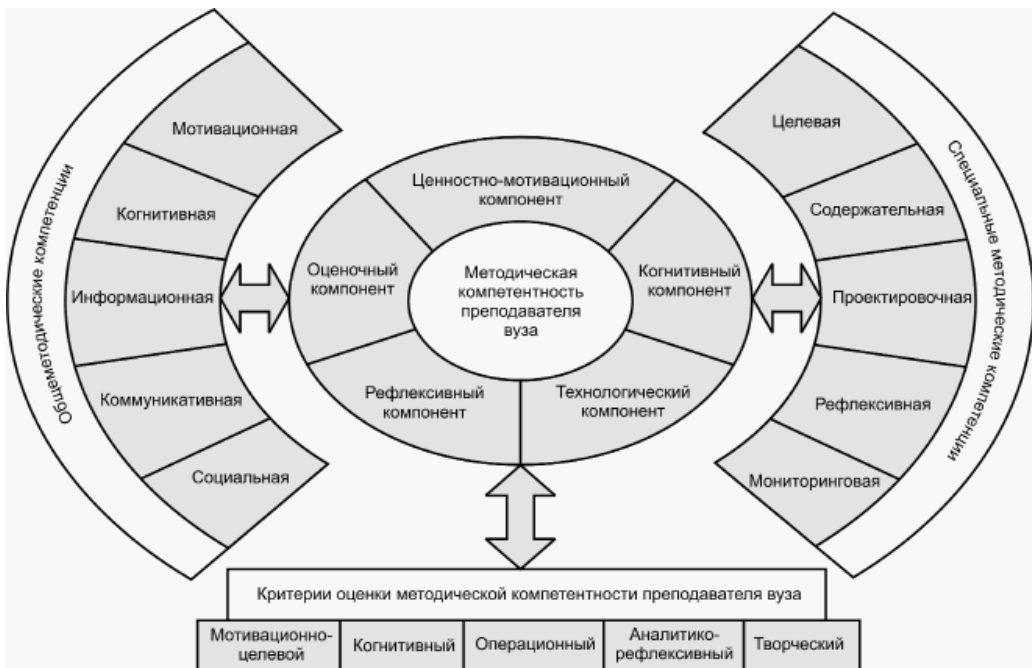 Общеметодические компетенции
Мотивационная
Когнитивная
Информационная
Коммуникативная
Социальная
Ценностно-мотивационный
компонент
Оценочный
компонент
Когнитивный
компонент
Рефлексивный
компонент
Технологический
компонент
Методическая
компетентность
преподавателя
вуза
Целевая
Содержательная
Проектировочная
Рефлексивная
Мониторинговая
Специальные методические компетенции
Критерии оценки методической компетентности преподавателя вуза
Мотивационно-
целевой
Когнитивный
Операционный
Аналитико-
рефлексивный
Творческий